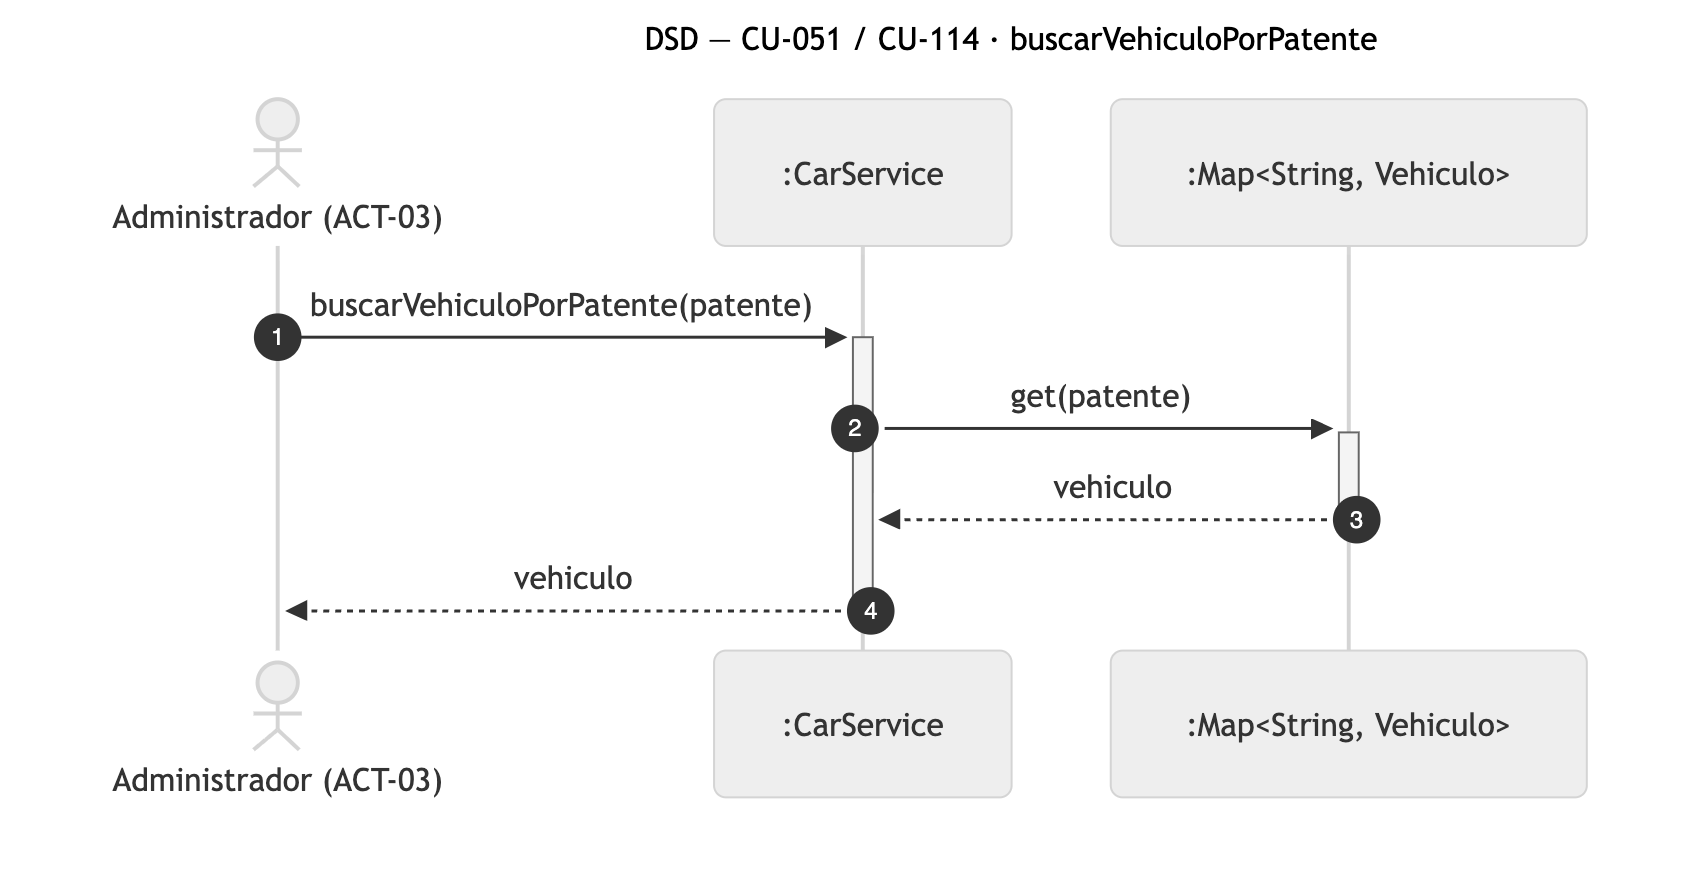 DSD — CU-051 / CU-114 · buscarVehiculoPorPatente
Administrador (ACT-03)
:CarService
:Map<String, Vehiculo>
buscarVehiculoPorPatente(patente)
1
get(patente)
2
vehiculo
3
vehiculo
4
Administrador (ACT-03)
:CarService
:Map<String, Vehiculo>